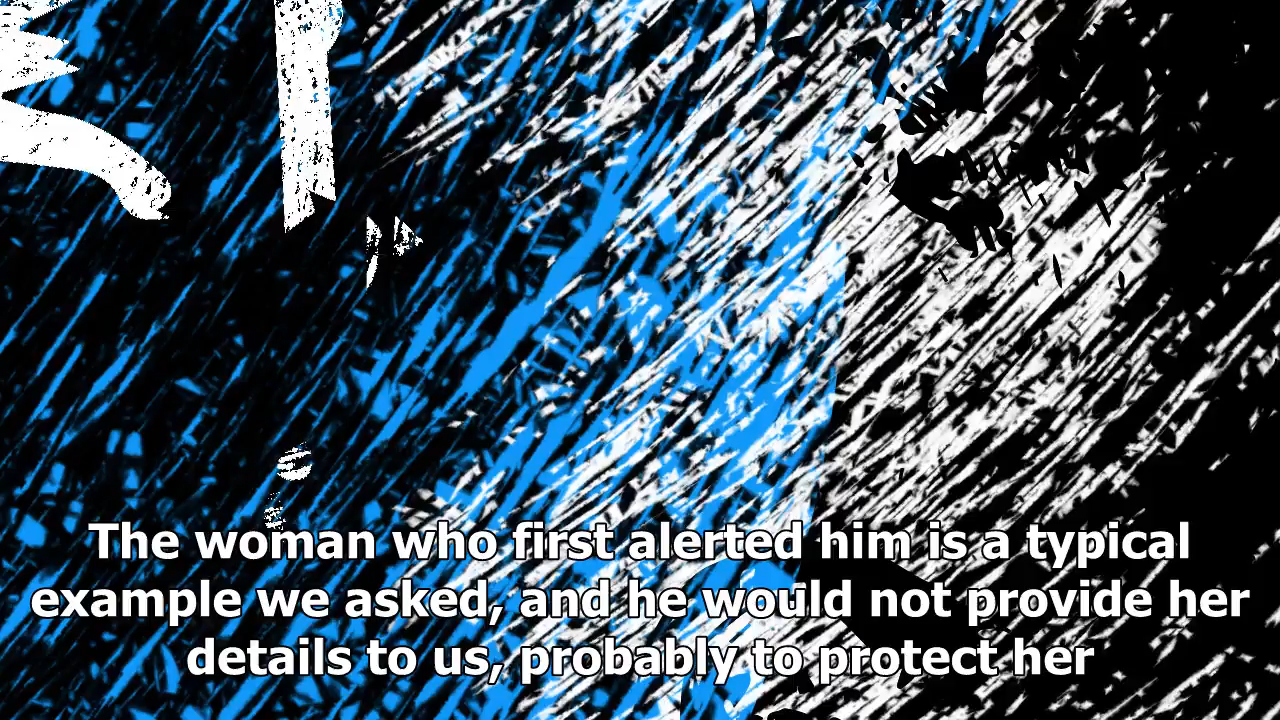 The woman who first alerted him is a typical
example we asked, and he would not provide her
details to us, probably to protect her